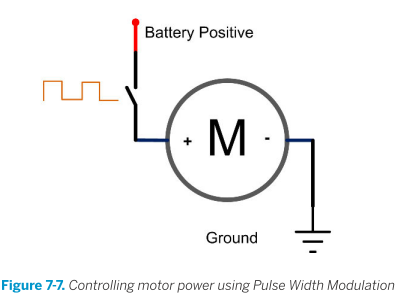 Battery Positive
+ M -
Ground
Figure 7-7. Controlling motor power using Pulse Width Modulation